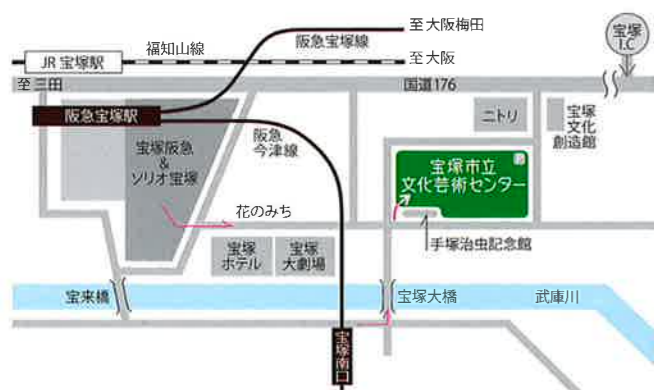 至大阪梅田
宝塚
I.C
福知山線
阪急宝塚線
JR 宝塚駅
至大阪
至三田
国道176
阪急宝塚駅
ニトリ
宝塚
文化
創造館
宝塚阪急
&
ソリオ宝塚
阪急
今津線
宝塚市立
文化芸術センター
花のみち
手塚治虫記念館
宝塚
ホテル
宝塚
大劇場
宝来橋
宝塚大橋
武庫川
宝塚南口